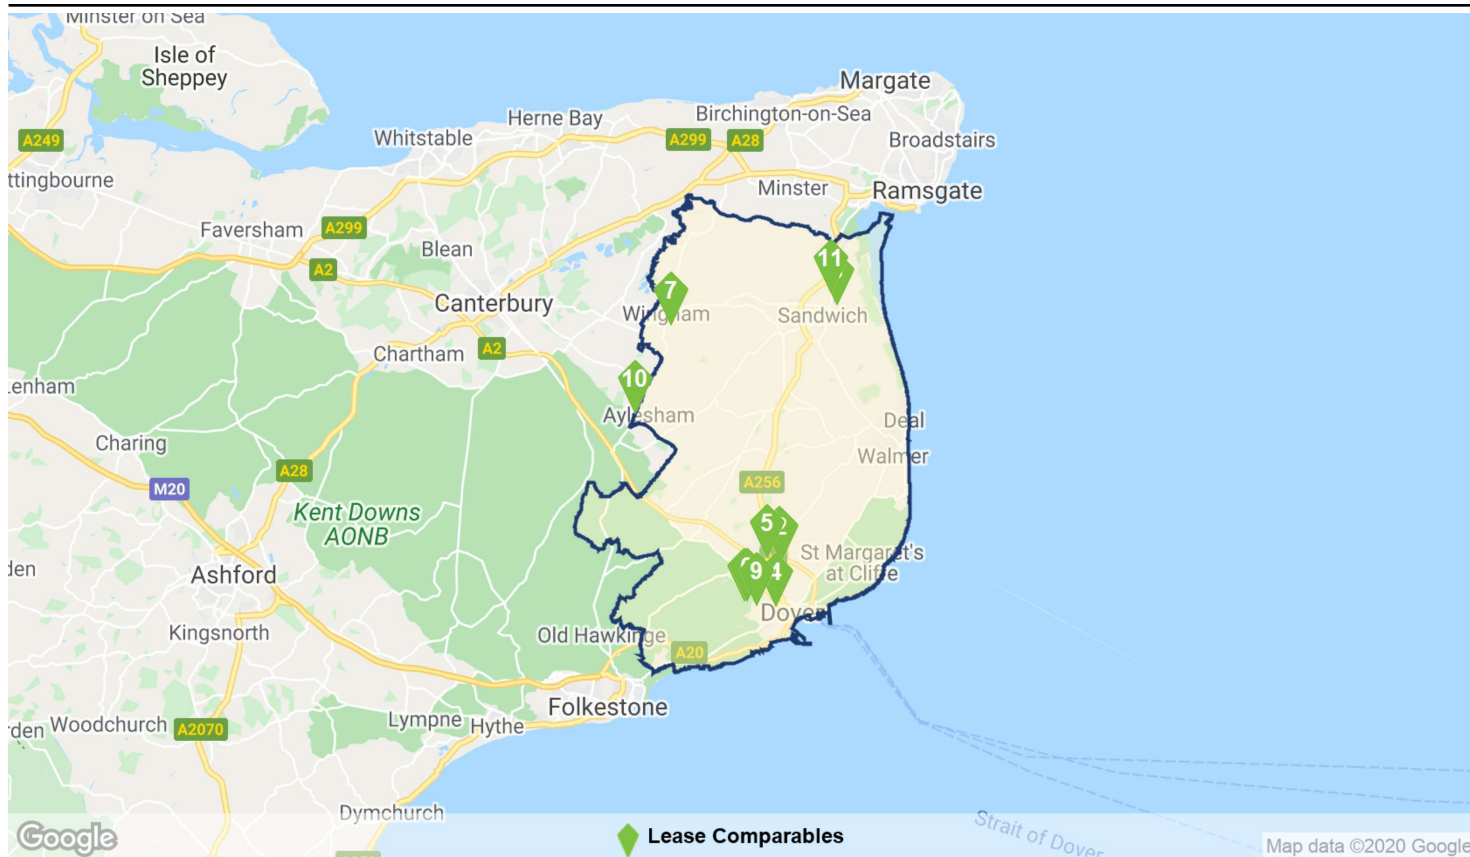 Minster on Sea
Isle of
Sheppey
Margate
Herne Bay
Birchington-on-Sea
Whitstable
A249
A299
A28
Broadstairs
ttingbourne
Minster
Ramsgate
Faversham
A299
Blean
11
A2
7
Canterbury
Wingham
Sandwich
Chartham
A2
10
Lenham
Aylesham
Deal
Charing
Walmer
A28
M20
A256
Kent Downs
AONB
5
2
St Margaret's
at Cliffe
9
4
Ashford
Dover
Kingsnorth
Old Hawkinge
A20
Folkestone
Woodchurch
A2070
Lympne
Hythe
Dymchurch
Strait of Dover
Google
Lease Comparables
Map data ©2020 Google